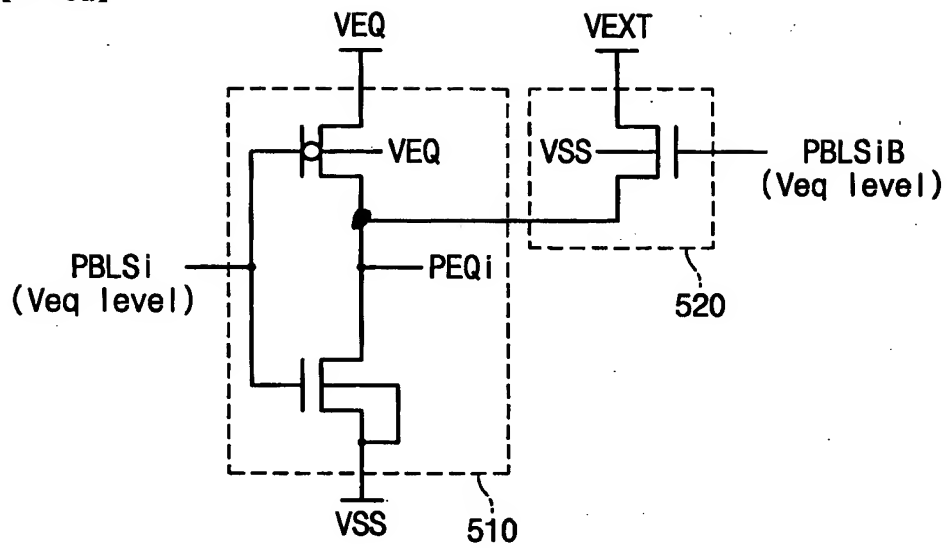 VEQ
VEXT
VEQ
VSS
PBLSiB
(Veq level)
PBLSi
(Veq level)
PEQi
520
VSS
510